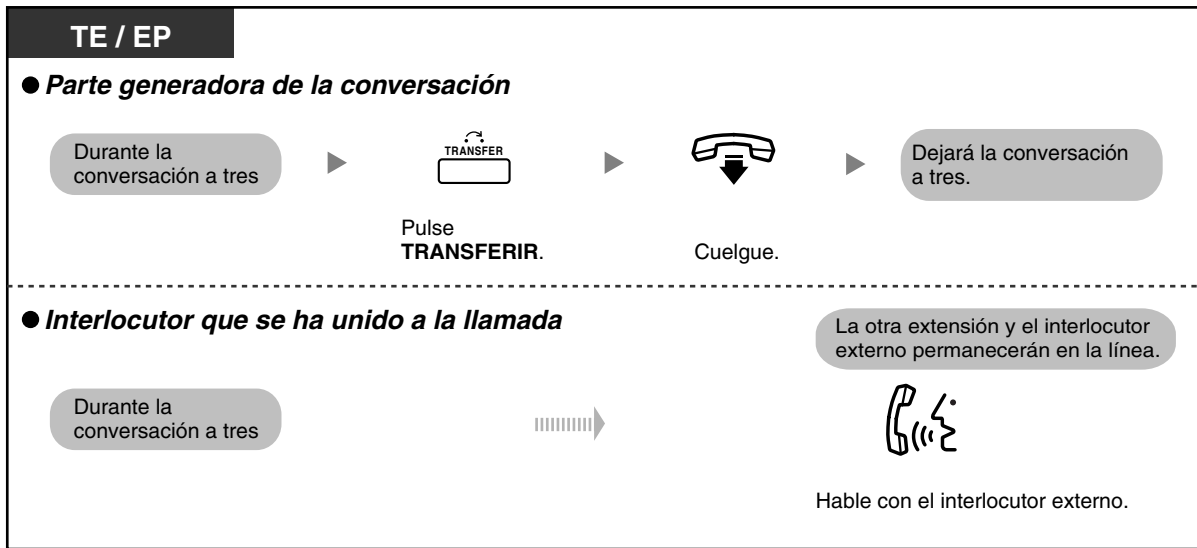 TE / EP
● Parte generadora de la conversación
Durante la
conversación a tres
TRANSFER
Dejará la conversación
a tres.
Pulse
TRANSFERIR.
Cuelgue.
● Interlocutor que se ha unido a la llamada
La otra extensión y el interlocutor
externo permanecerán en la línea.
Durante la
conversación a tres
Hable con el interlocutor externo.